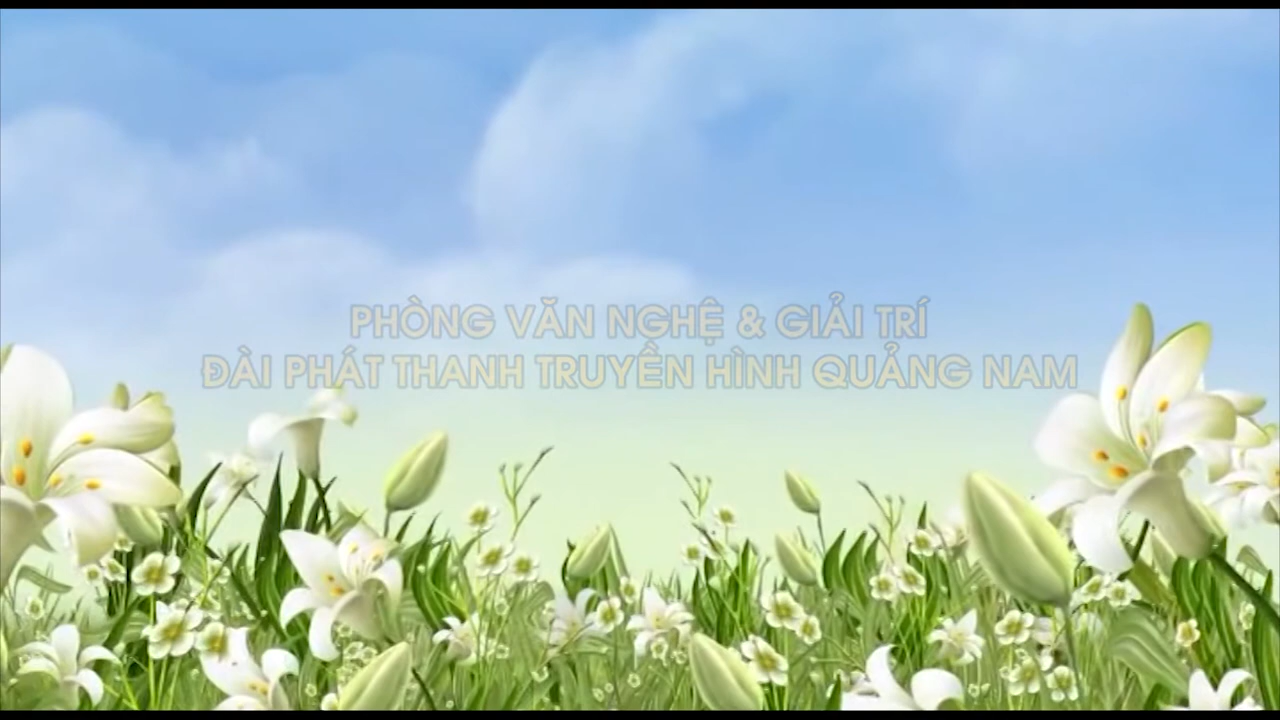 PHÒNG VĂN NGHỆ & GIẢI TRÍ
ĐÀI PHÁT THANH TRUYỀN HÌNH QUẢNG NAM